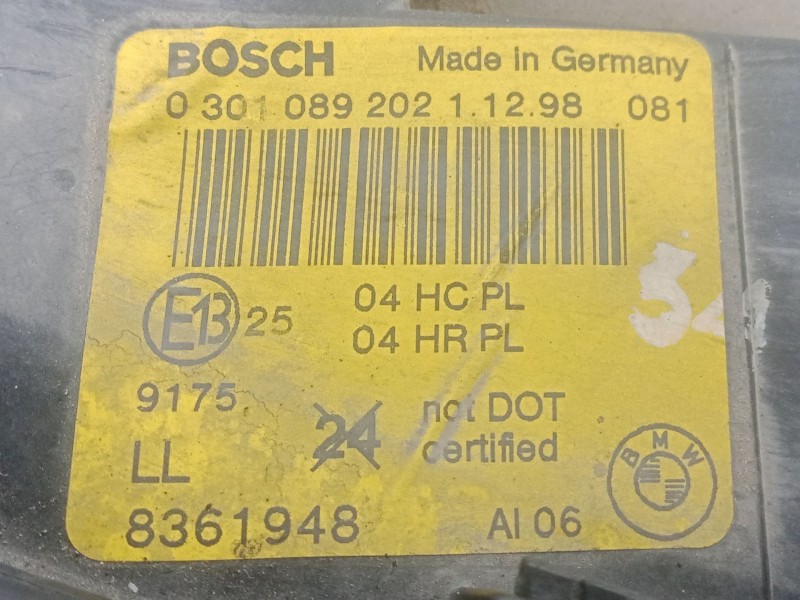 BOSCH Made in Germany
0 301 089 202 1.12.98 081
E13 25 04 HC PL
04 HR PL
9175 24 not DOT
LL certified
8361948 AI 06
BMW